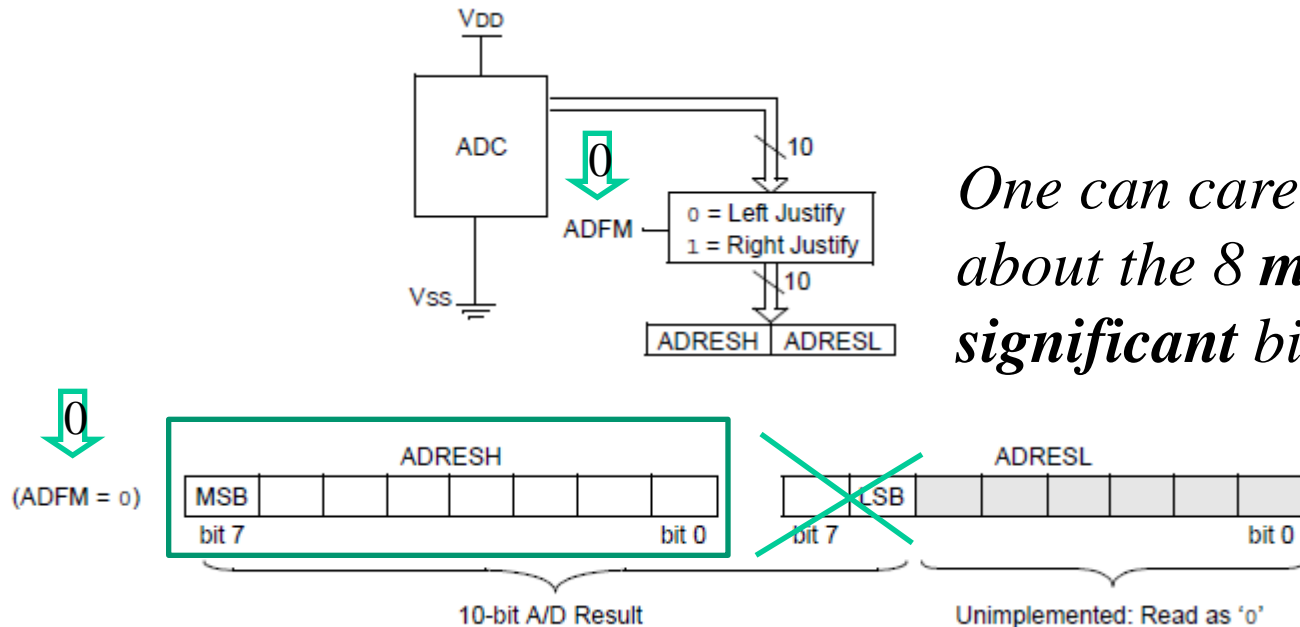 VDD
ADC
0
10
ADFM
0 = Left Justify
1 = Right Justify
10
VSS
ADRESH ADRESL
One can care
about the 8
significant
0
ADRESH
ADRESL
(ADFM = 0)
MSB
LSB
bit 7
bit 0
bit 7
bit 0
10-bit A/D Result
Unimplemented: Read as ‘0’